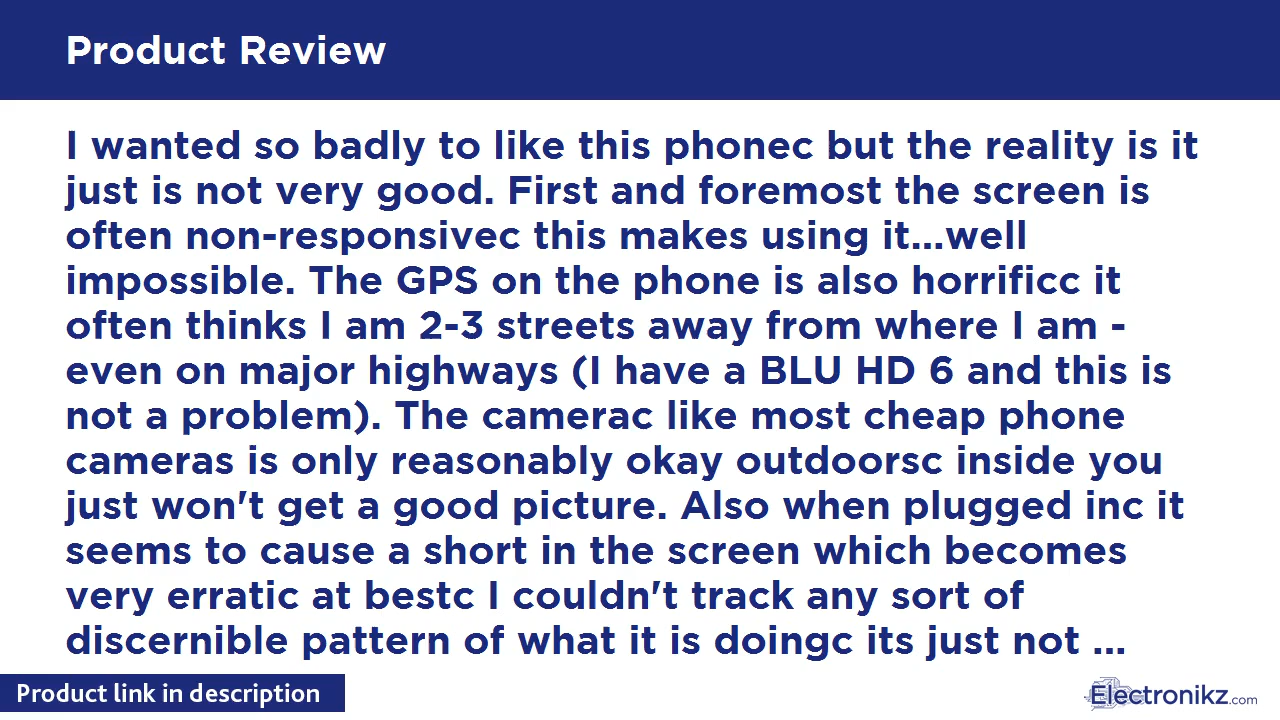 Product Review
I wanted so badly to like this phonec but the reality is it
just is not very good. First and foremost the screen is
often non-responsivec this makes using it...well
impossible. The GPS on the phone is also horrificc it
often thinks I am 2-3 streets away from where I am -
even on major highways (I have a BLU HD 6 and this is
not a problem). The camerac like most cheap phone
cameras is only reasonably okay outdoorsc inside you
just won't get a good picture. Also when plugged inc it
seems to cause a short in the screen which becomes
very erratic at bestc I couldn't track any sort of
discernible pattern of what it is doingc its just not ...
Product link in description
Electronikz.com